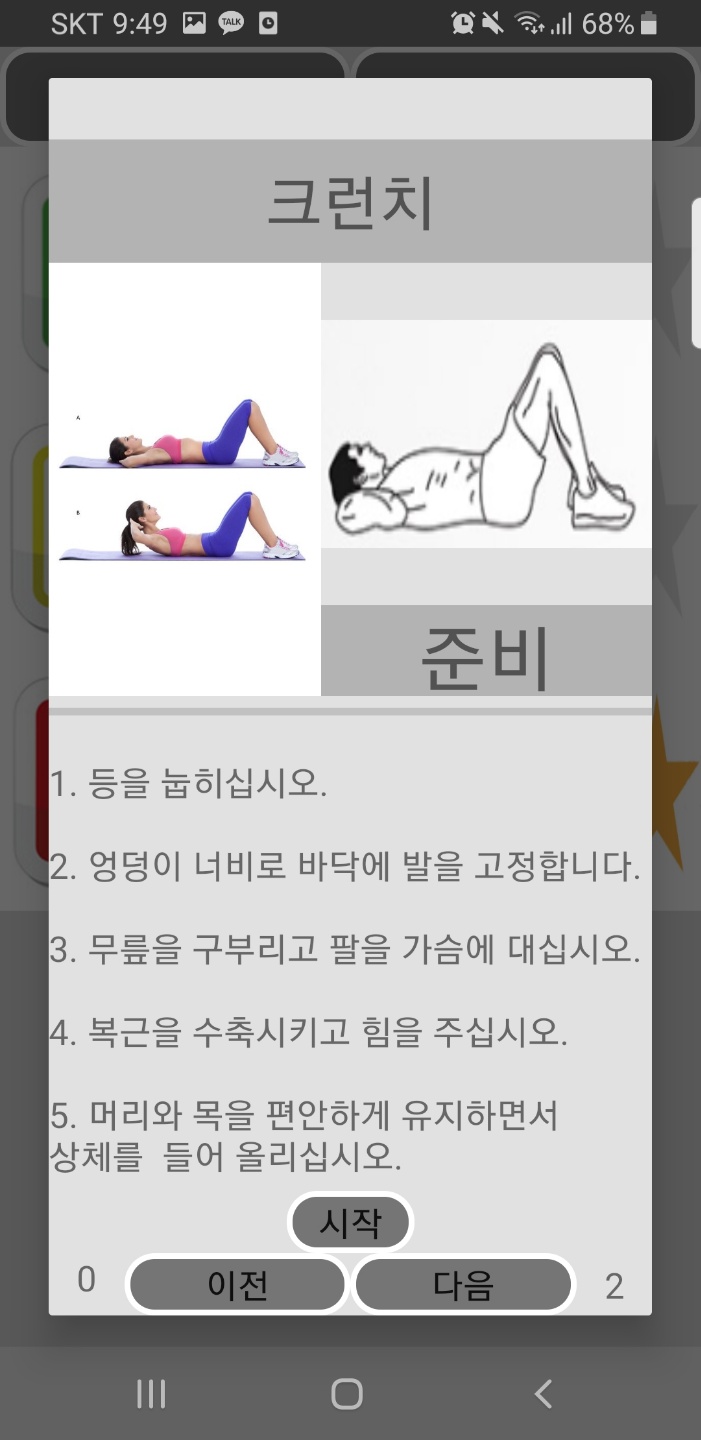 SKT 9:49 TALK 68%
크런치
A
B
준비
1. 등을 눕히십시오.
2. 엉덩이 너비로 바닥에 발을 고정합니다.
3. 무릎을 구부리고 팔을 가슴에 대십시오.
4. 복근을 수축시키고 힘을 주십시오.
5. 머리와 목을 편안하게 유지하면서
상체를 들어 올리십시오.
시작
0 이전 다음 2